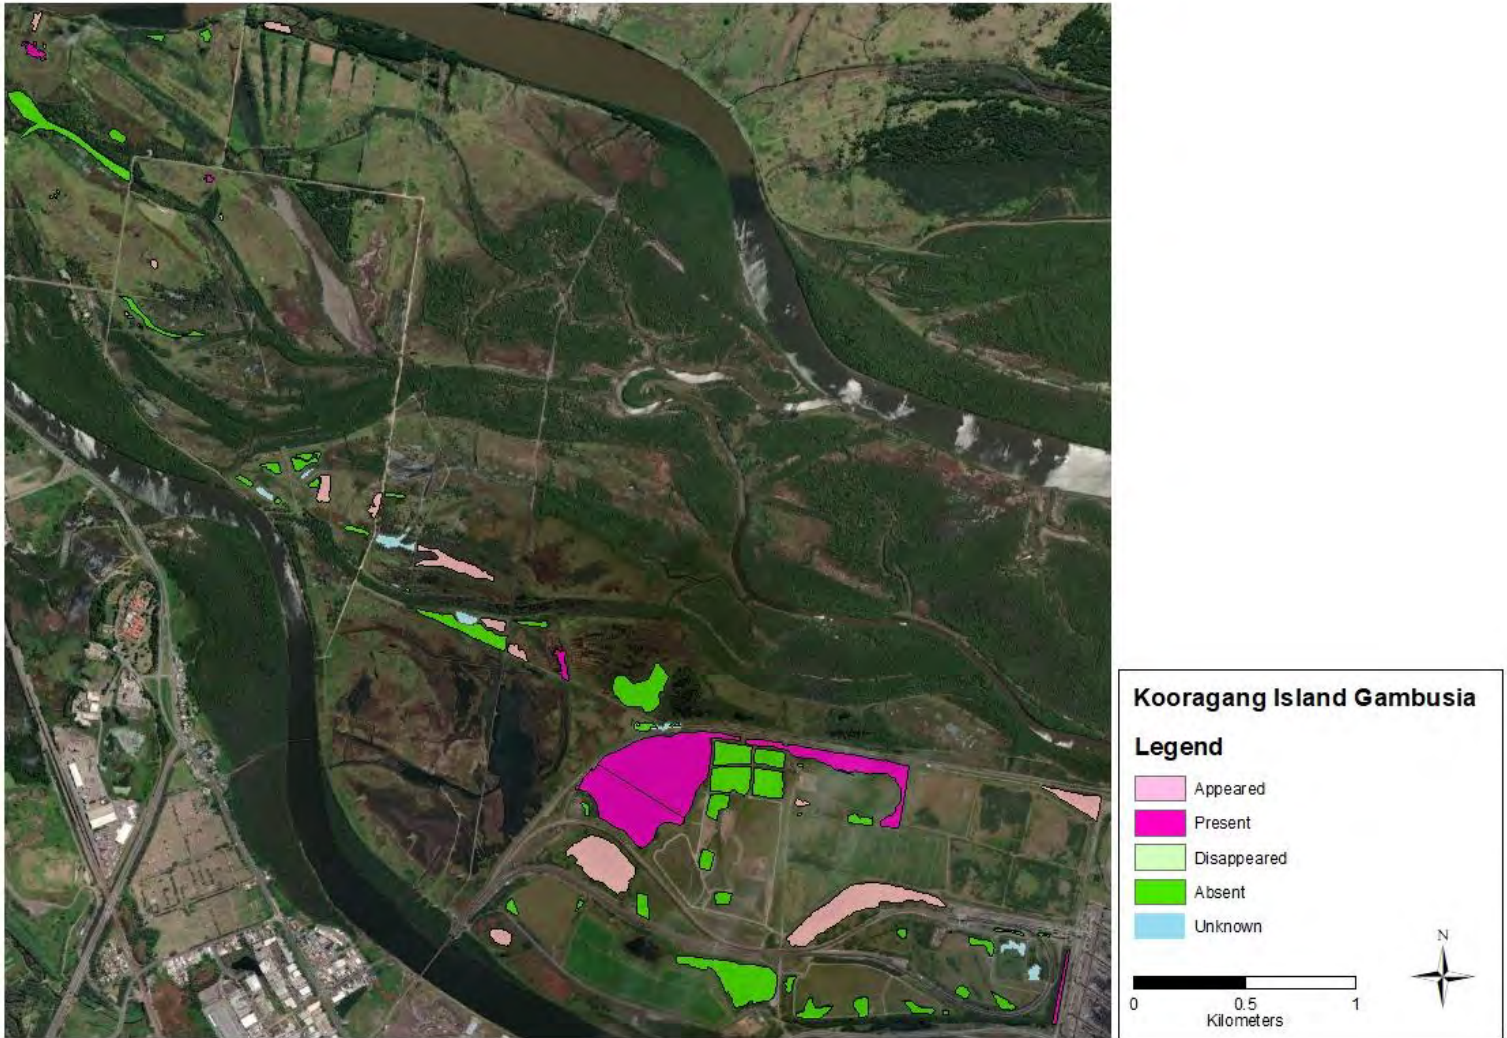 Kooragang Island Gambusia
Legend
Appeared
Present
Disappeared
Absent
Unknown
N
0 0.5 1
Kilometers